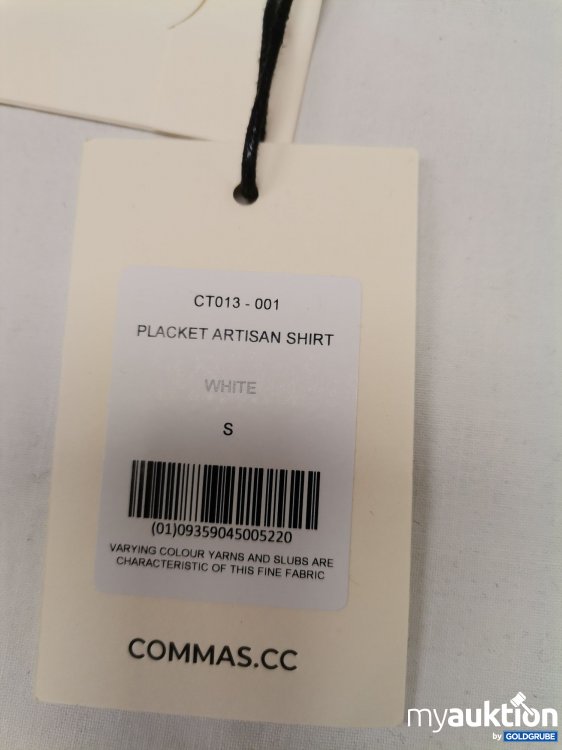 CT013 - 001
PLACKET ARTISAN SHIRT
WHITE
S
(01)09359045005220
VARYING COLOUR YARNS AND SLUBS ARE
CHARACTERISTIC OF THIS FINE FABRIC
COMMAS.CC
myauktion
by GOLDGRUBE